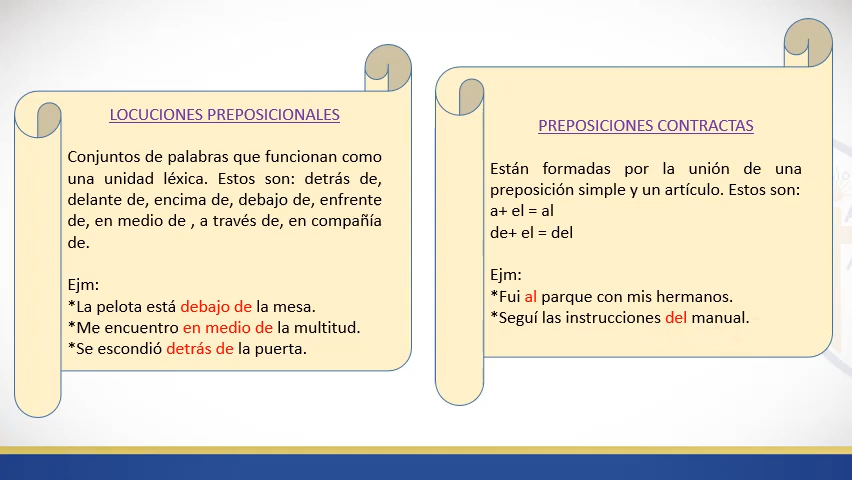 LOCUCIONES PREPOSICIONALES
Conjuntos de palabras que funcionan como
una unidad léxica. Estos son: detrás de,
delante de, encima de, debajo de, enfrente
de, en medio de , a través de, en compañía
de.
Ejm:
*La pelota está debajo de la mesa.
*Me encuentro en medio de la multitud.
*Se escondió detrás de la puerta.
PREPOSICIONES CONTRACTAS
Están formadas por la unión de una
preposición simple y un artículo. Estos son:
a+ el = al
de+ el = del
Ejm:
*Fui al parque con mis hermanos.
*Seguí las instrucciones del manual.